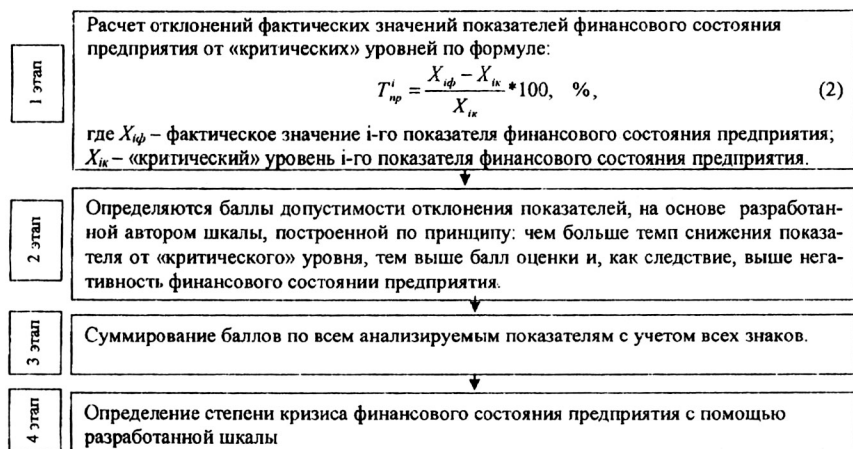 1 этап
Расчет отклонений фактических значений показателей финансового состояния
предприятия от «критических» уровней по формуле:
T^i_пр = (X_iф – X_iк) / X_iк *100, %, (2)
где X_iф – фактическое значение i-го показателя финансового состояния предприятия;
X_iк – «критический» уровень i-го показателя финансового состояния предприятия.
2 этап
Определяются баллы допустимости отклонения показателей, на основе разработан-
ной автором шкалы, построенной по принципу: чем больше темп снижения показа-
теля от «критического» уровня, тем выше балл оценки и, как следствие, выше нега-
тивность финансового состоянии предприятия.
3 этап
Суммирование баллов по всем анализируемым показателям с учетом всех знаков.
4 этап
Определение степени кризиса финансового состояния предприятия с помощью
разработанной шкалы